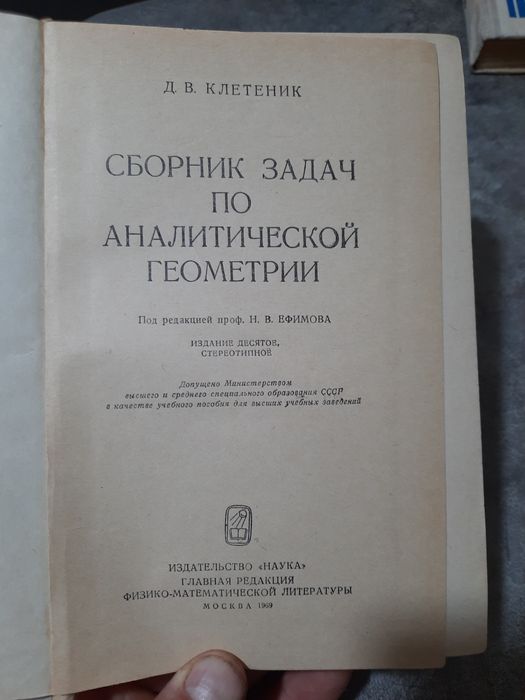 Д. В. КЛЕТЕНИК
СБОРНИК ЗАДАЧ
ПО
АНАЛИТИЧЕСКОЙ
ГЕОМЕТРИИ
Под редакцией проф. Н. В. ЕФИМОВА
ИЗДАНИЕ ДЕСЯТОЕ,
СТЕРЕОТИПНОЕ
Допущено Министерством
высшего и среднего специального образования СССР
в качестве учебного пособия для высших учебных заведений
ИЗДАТЕЛЬСТВО «НАУКА»
ГЛАВНАЯ РЕДАКЦИЯ
ФИЗИКО-МАТЕМАТИЧЕСКОЙ ЛИТЕРАТУРЫ
МОСКВА 1969